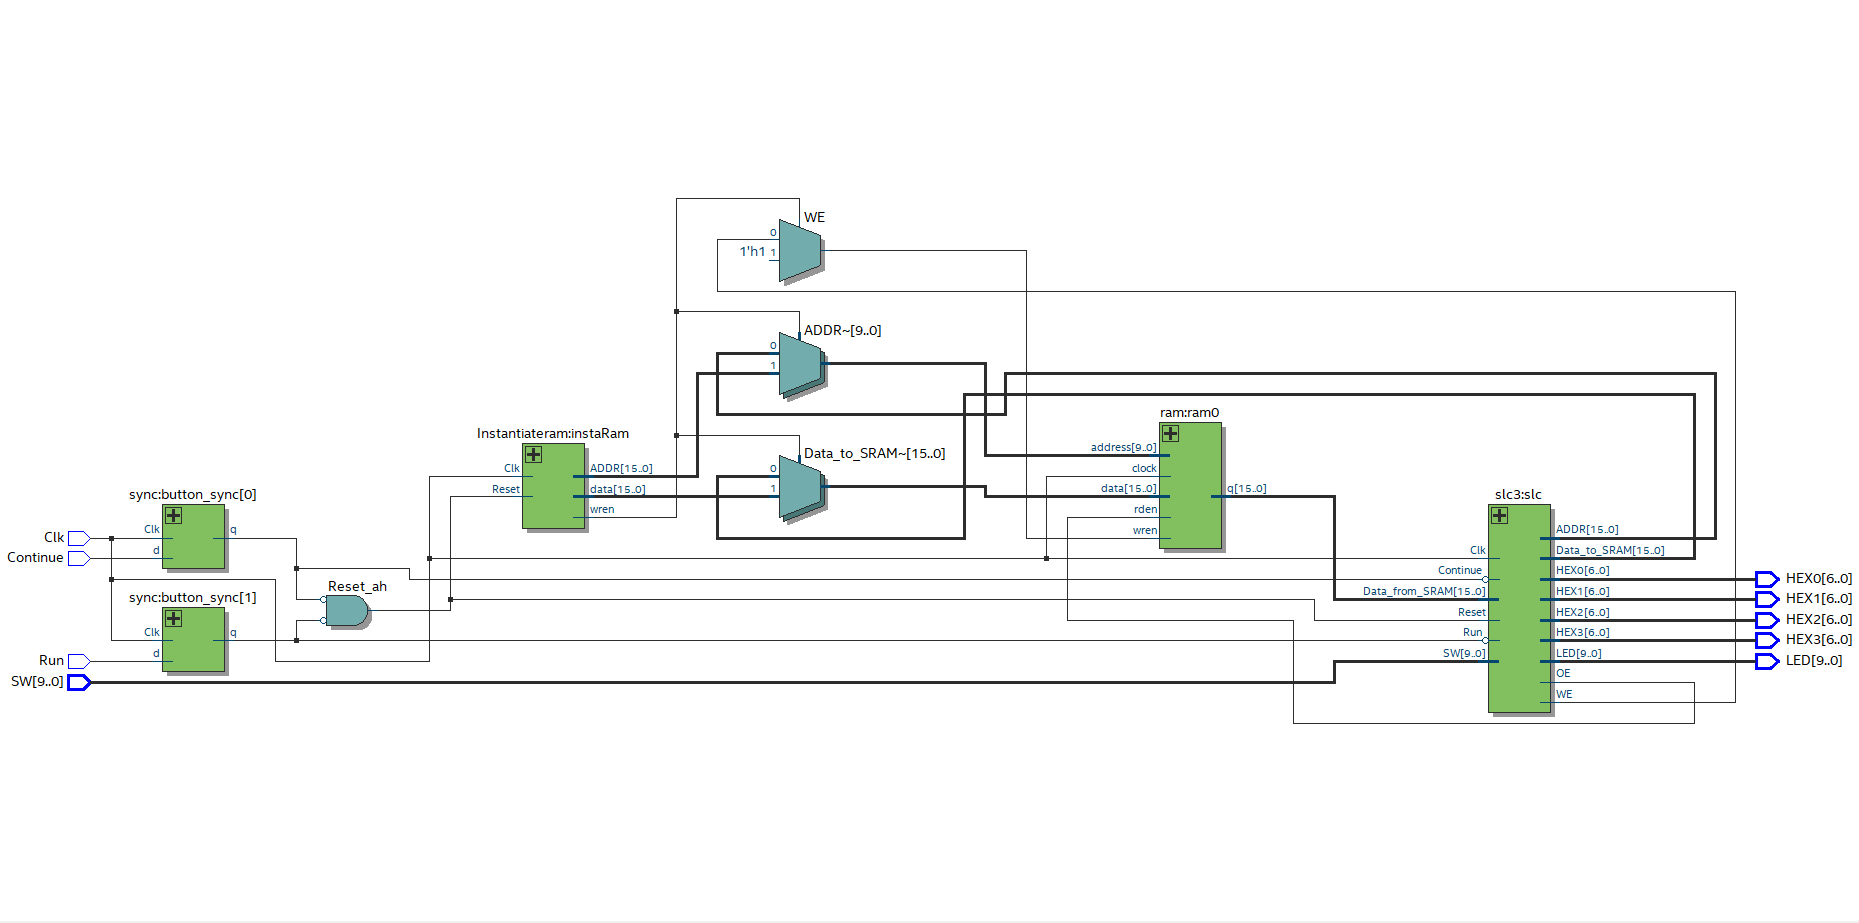 WE
0
1'h1 1
ADDR~[9..0]
0
1
Data_to_SRAM~[15..0]
0
1
Instantiateram:instaRam
Clk
Reset
ADDR[15..0]
data[15..0]
wren
ram:ram0
address[9..0]
clock
data[15..0]
rden
wren
q[15..0]
sync:button_sync[0]
Clk
d
q
Clk
Continue
sync:button_sync[1]
Clk
d
q
Run
SW[9..0]
Reset_ah
slc3:slc
Clk
Continue
Data_from_SRAM[15..0]
Reset
Run
SW[9..0]
ADDR[15..0]
Data_to_SRAM[15..0]
HEX0[6..0]
HEX1[6..0]
HEX2[6..0]
HEX3[6..0]
LED[9..0]
OE
WE
HEX0[6..0]
HEX1[6..0]
HEX2[6..0]
HEX3[6..0]
LED[9..0]